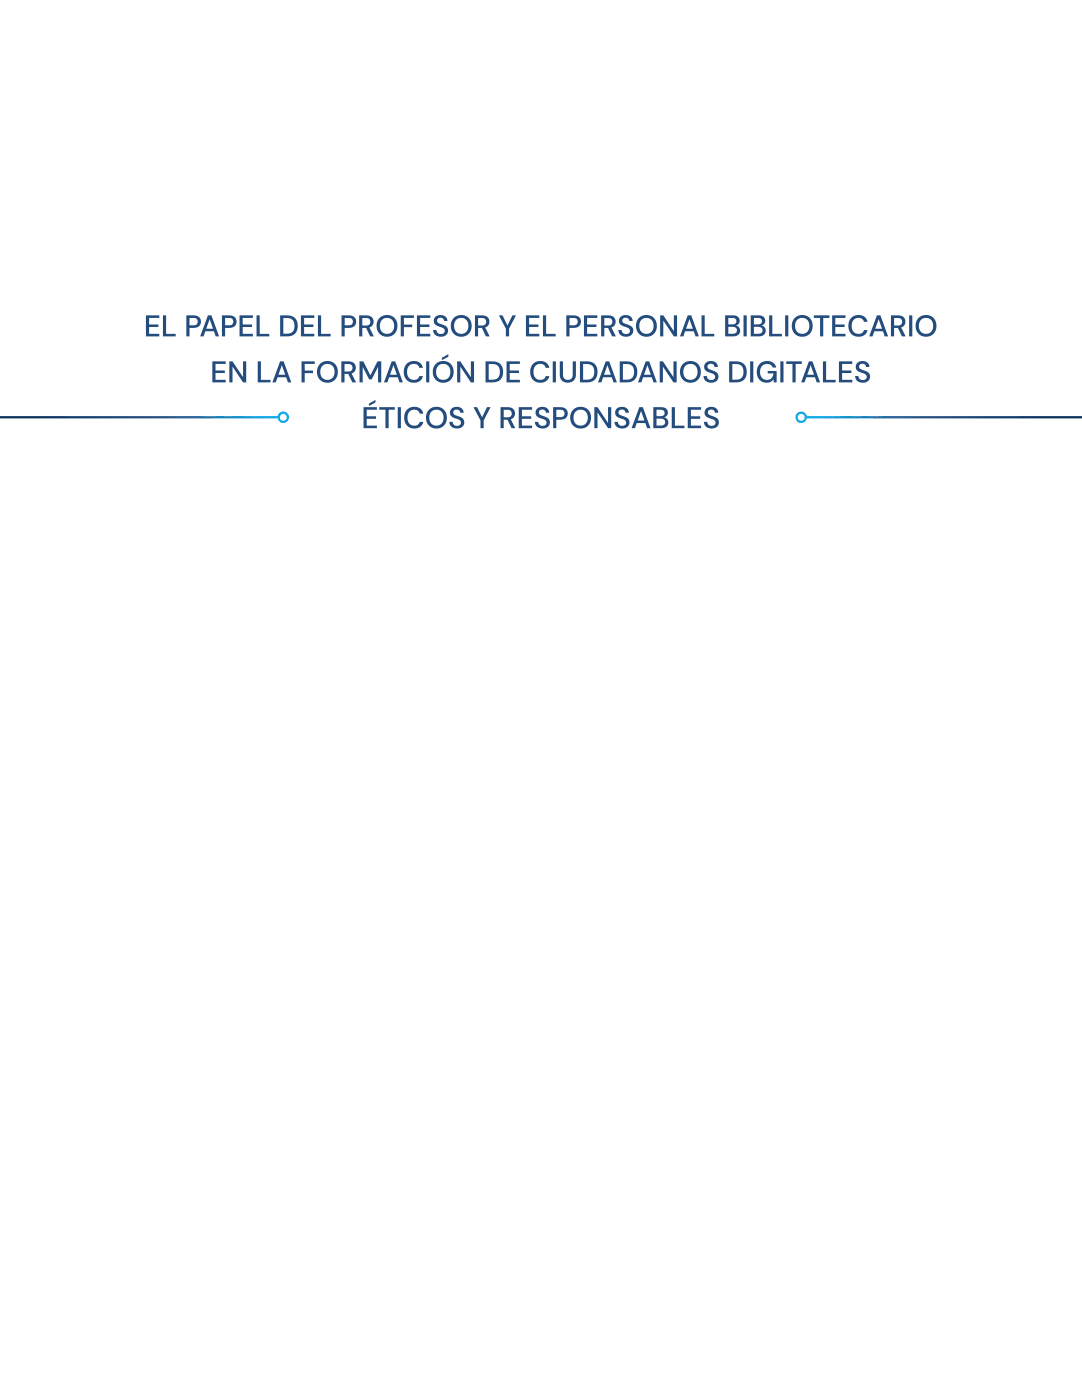 EL PAPEL DEL PROFESOR Y EL PERSONAL BIBLIOTECARIO
EN LA FORMACIÓN DE CIUDADANOS DIGITALES
ÉTICOS Y RESPONSABLES